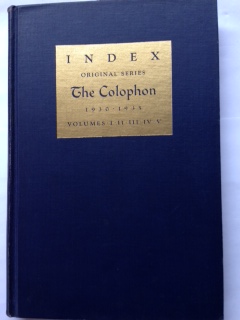 INDEX
ORIGINAL SERIES
The Colophon
1930-1935
VOLUMES I II III IV V